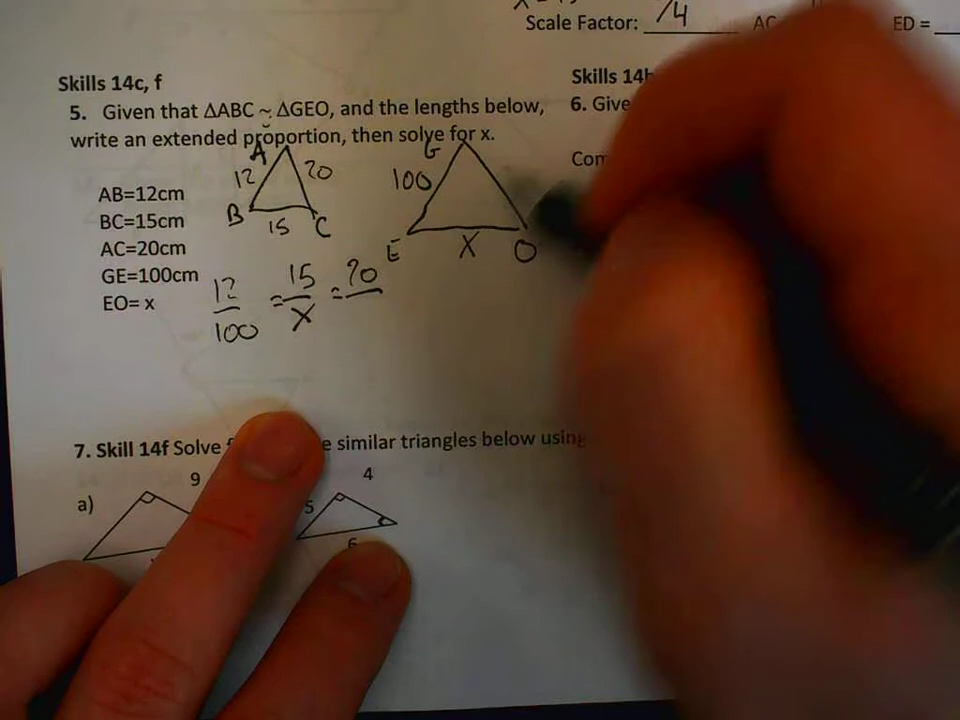 Scale Factor: /4 AC ED =
Skills 14c, f
5. Given that ΔABC ~ ΔGEO, and the lengths below,
write an extended proportion, then solve for x.
AB=12cm
BC=15cm
AC=20cm
GE=100cm
EO= x
A
12 20
B 15 C
G
100
E X O
12/100 = 15/X = 20/
Skills 14
6. Give
7. Skill 14f Solve similar triangles below using
a) 9
5 4
6